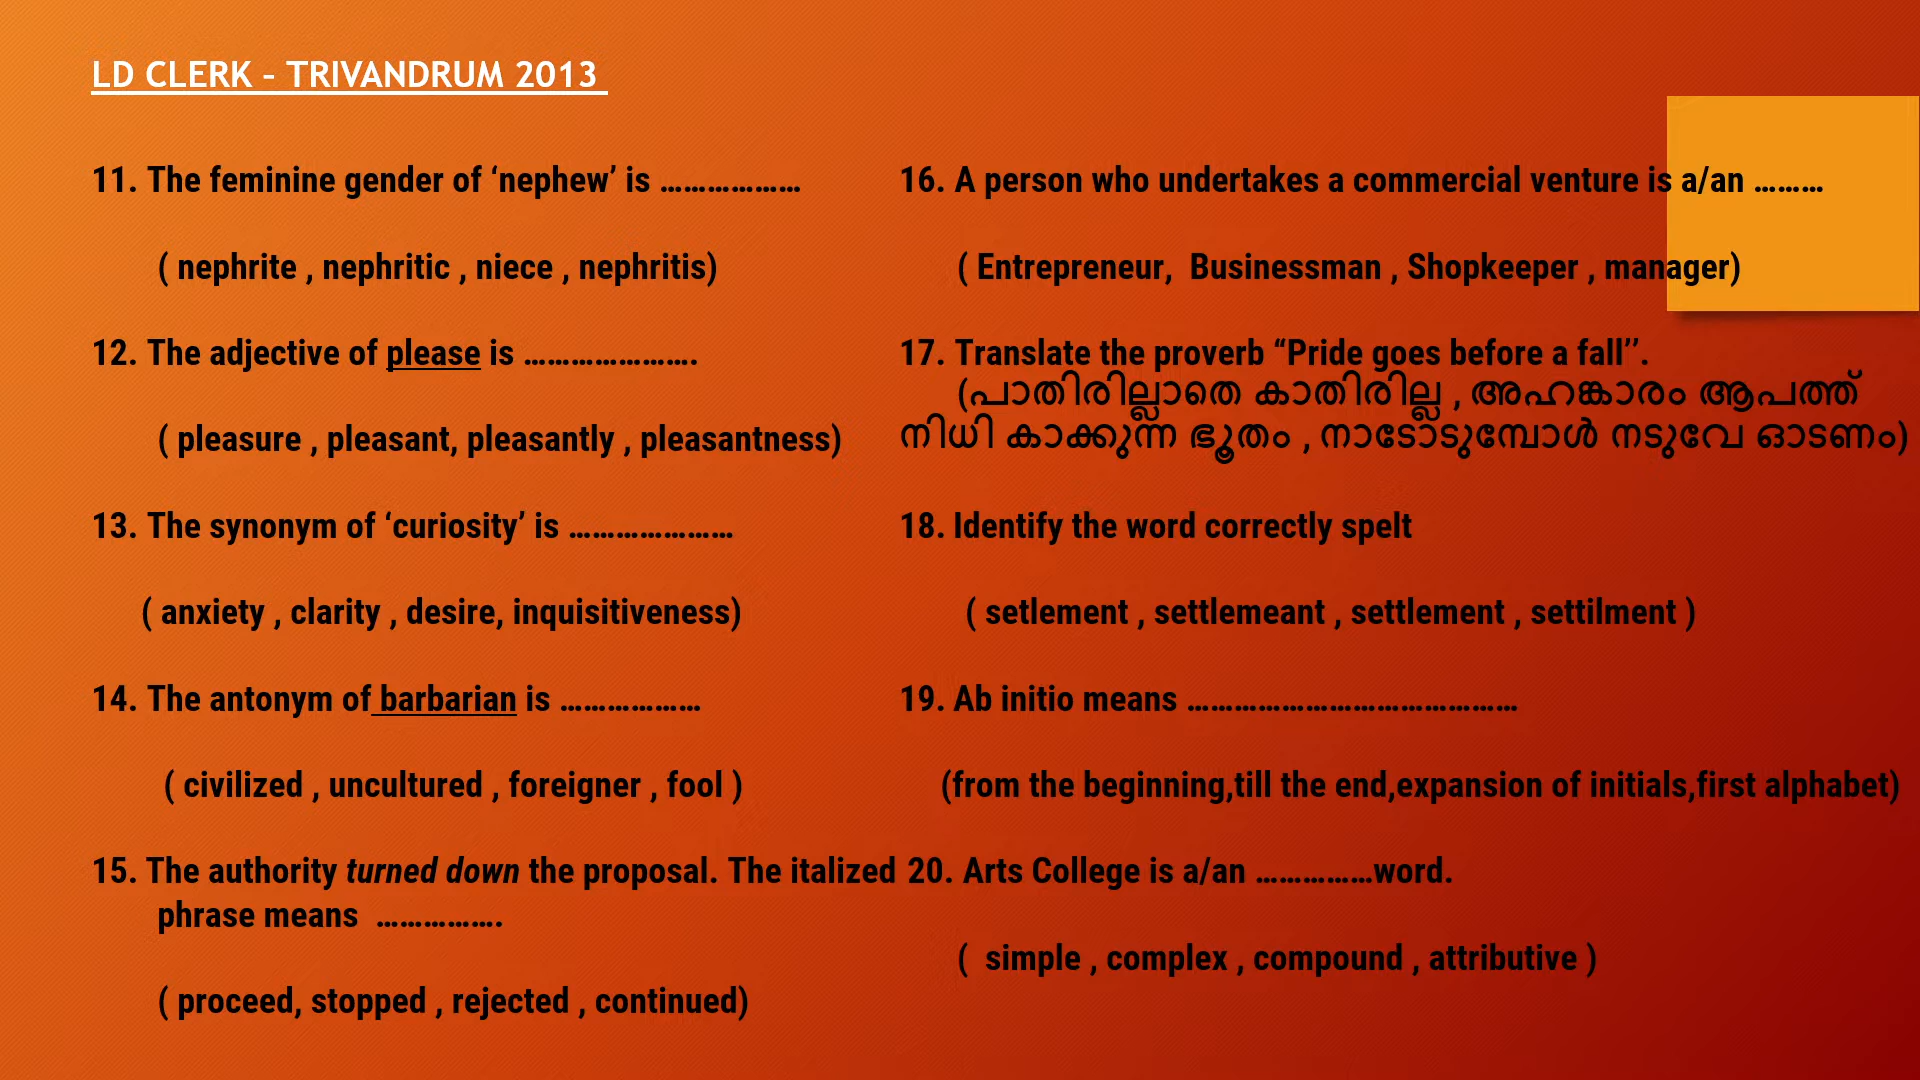 LD CLERK – TRIVANDRUM 2013
11. The feminine gender of ‘nephew’ is ………………
( nephrite , nephritic , niece , nephritis)
12. The adjective of please is ………………….
( pleasure , pleasant, pleasantly , pleasantness)
13. The synonym of ‘curiosity’ is …………………
( anxiety , clarity , desire, inquisitiveness)
14. The antonym of barbarian is ………………
( civilized , uncultured , foreigner , fool )
15. The authority turned down the proposal. The italized
phrase means …………….
( proceed, stopped , rejected , continued)
16. A person who undertakes a commercial venture is a/an ………
( Entrepreneur, Businessman , Shopkeeper , manager)
17. Translate the proverb “Pride goes before a fall’’.
(പാതിരില്ലാതെ കാതിരില്ല , അഹങ്കാരം ആപത്ത്
നിധി കാക്കുന്ന ഭൂതം , നാടോടുമ്പോൾ നടുവേ ഓടണം)
18. Identify the word correctly spelt
( setlement , settlemeant , settlement , settilment )
19. Ab initio means ……………………………………
(from the beginning,till the end,expansion of initials,first alphabet)
20. Arts College is a/an ……………word.
( simple , complex , compound , attributive )